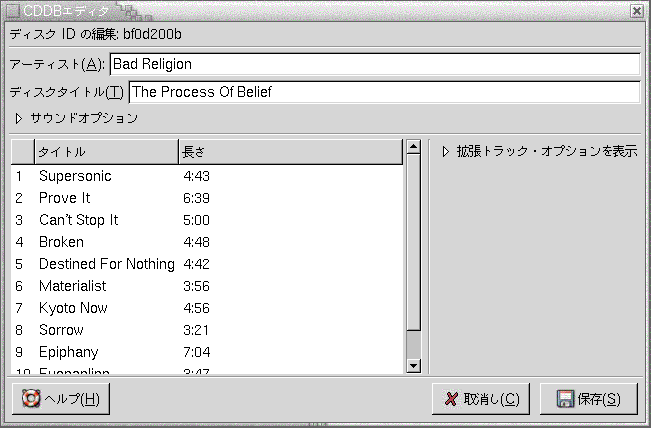 CDDBエディタ
ディスク ID の編集: bf0d200b
アーティスト(A): Bad Religion
ディスクタイトル(T) The Process Of Belief
サウンドオプション
拡張トラック・オプションを表示
タイトル 長さ
1 Supersonic 4:43
2 Prove It 6:39
3 Can't Stop It 5:00
4 Broken 4:48
5 Destined For Nothing 4:42
6 Materialist 3:56
7 Kyoto Now 4:56
8 Sorrow 3:21
9 Epiphany 7:04
10 3:47
ヘルプ(H) 取消し(C) 保存(S)